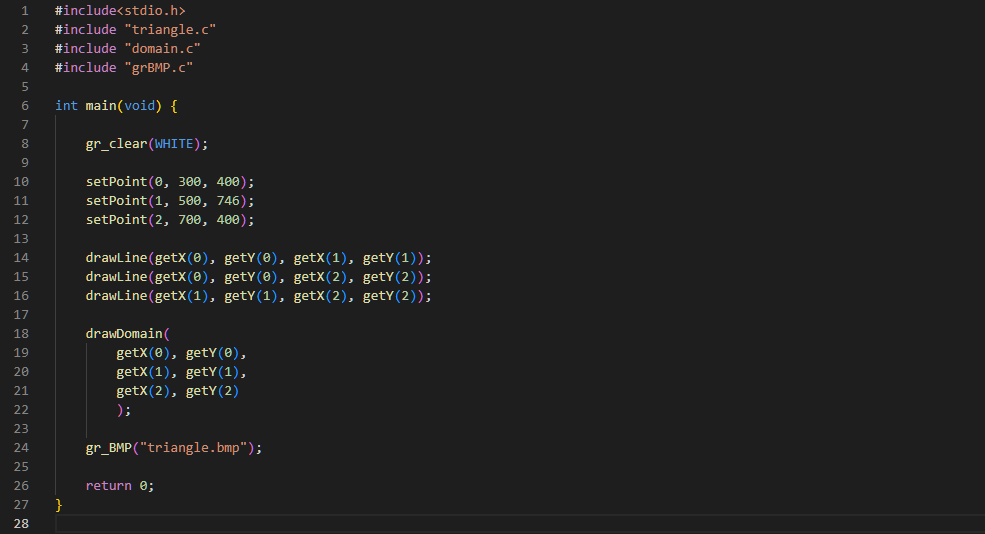 1 #include<stdio.h>
2 #include "triangle.c"
3 #include "domain.c"
4 #include "grBMP.c"
5
6 int main(void) {
7
8     gr_clear(WHITE);
9
10     setPoint(0, 300, 400);
11     setPoint(1, 500, 746);
12     setPoint(2, 700, 400);
13
14     drawLine(getX(0), getY(0), getX(1), getY(1));
15     drawLine(getX(0), getY(0), getX(2), getY(2));
16     drawLine(getX(1), getY(1), getX(2), getY(2));
17
18     drawDomain(
19         getX(0), getY(0),
20         getX(1), getY(1),
21         getX(2), getY(2)
22         );
23
24     gr_BMP("triangle.bmp");
25
26     return 0;
27 }
28